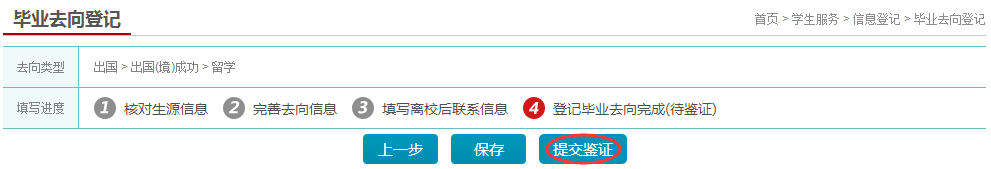 毕业去向登记
首页 > 学生服务 > 信息登记 > 毕业去向登记
去向类型 出国 > 出国(境)成功 > 留学
填写进度 1 核对生源信息 2 完善去向信息 3 填写离校后联系信息 4 登记毕业去向完成(待鉴证)
上一步 保存 提交鉴证